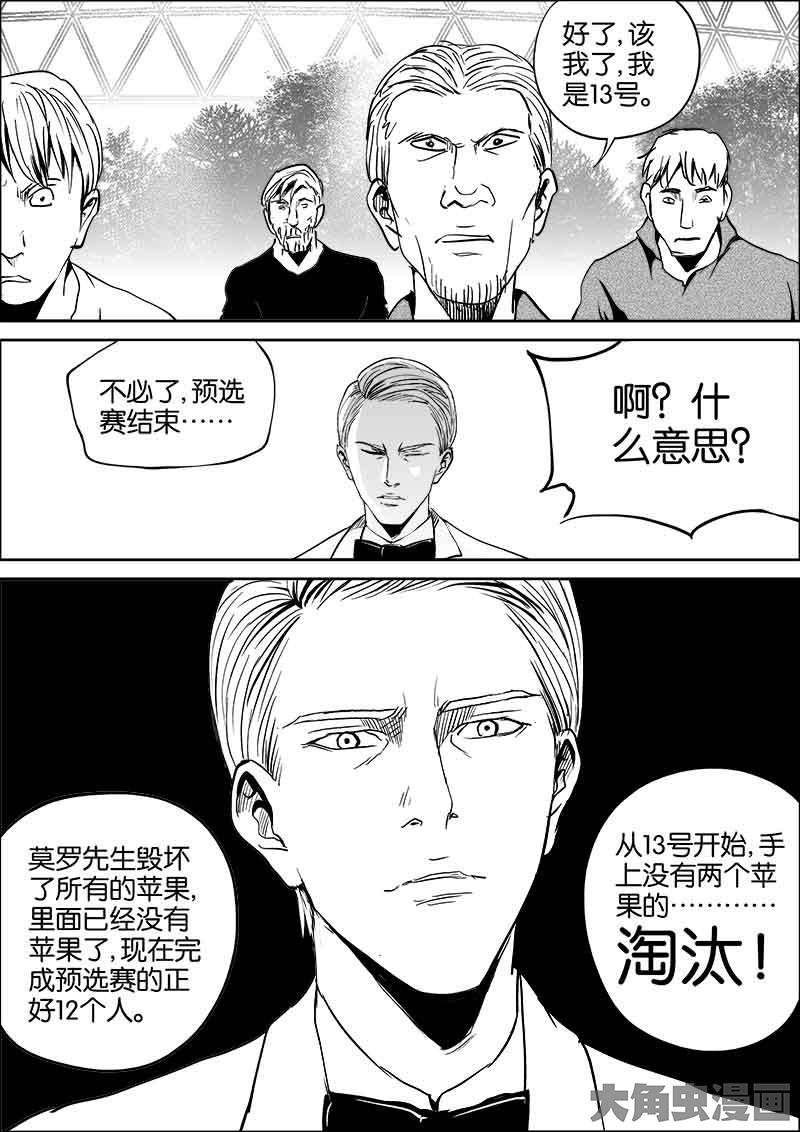 好了,该
我了,我
是13号。
不必了,预选
赛结束……
啊？什
么意思？
莫罗先生毁坏
了所有的苹果,
里面已经没有
苹果了,现在完
成预选赛的正
好12个人。
从13号开始,手
上没有两个苹
果的…………
淘汰！
大角虫漫画